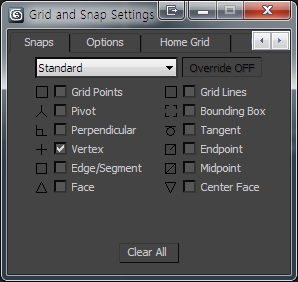 Grid and Snap Settings
Snaps Options Home Grid
Standard Override OFF
Grid Points Grid Lines
Pivot Bounding Box
Perpendicular Tangent
Vertex Endpoint
Edge/Segment Midpoint
Face Center Face
Clear All